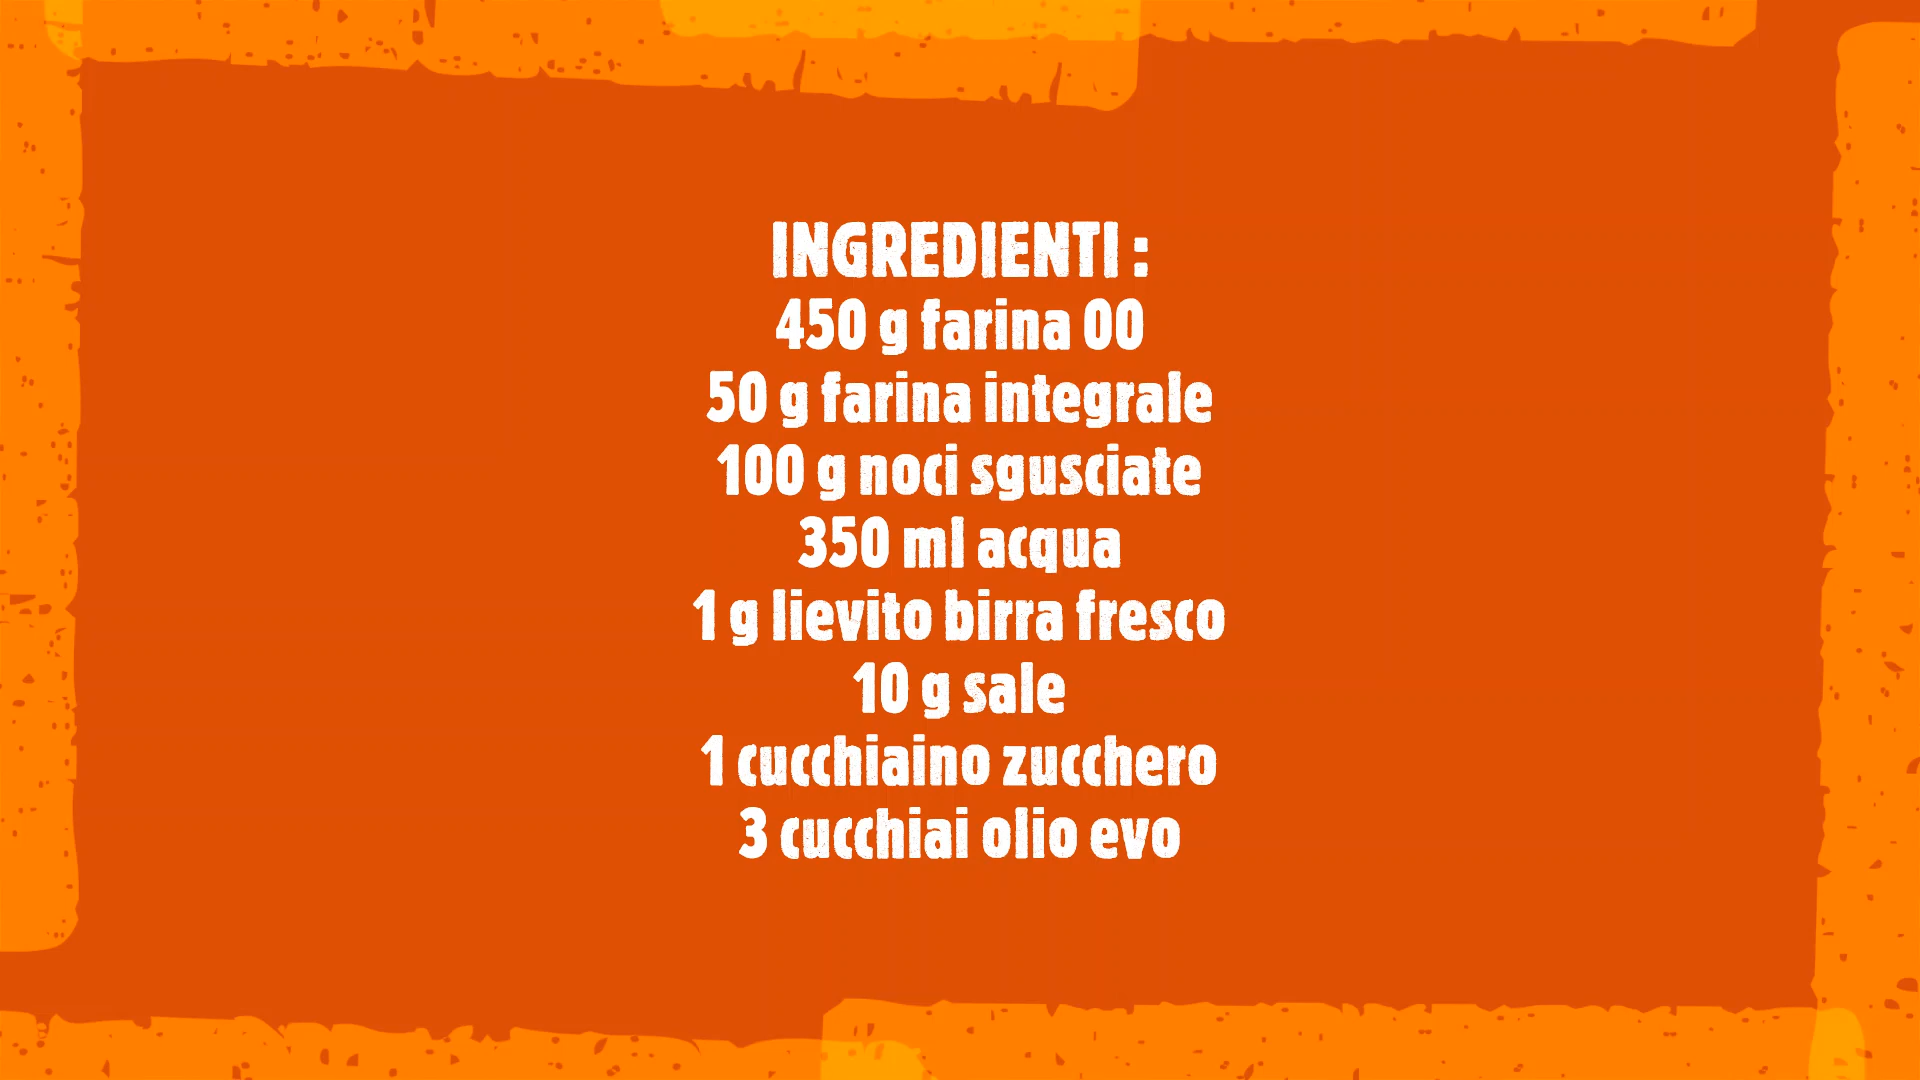 INGREDIENTI :
450 g farina 00
50 g farina integrale
100 g noci sgusciate
350 ml acqua
1 g lievito birra fresco
10 g sale
1 cucchiaino zucchero
3 cucchiai olio evo